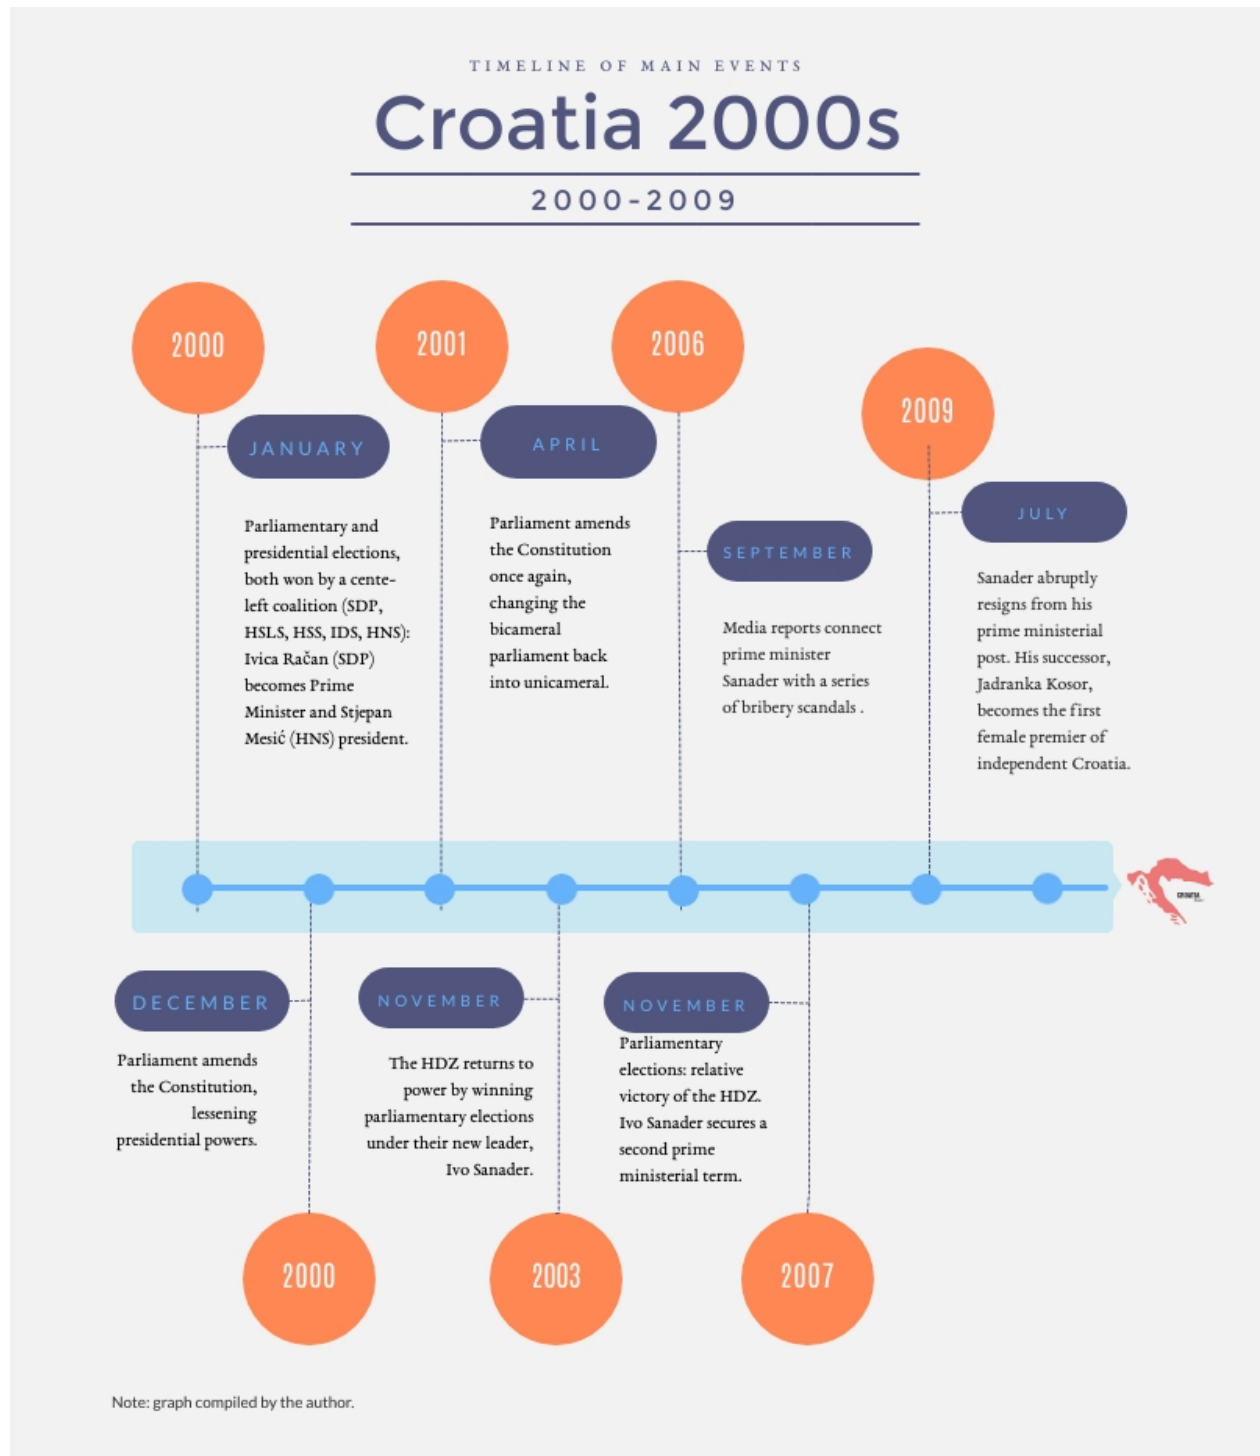 TIMELINE OF MAIN EVENTS
Croatia 2000s
2000-2009
2000
JANUARY
Parliamentary and
presidential elections,
both won by a cente-
left coalition (SDP,
HSLS, HSS, IDS, HNS):
Ivica Račan (SDP)
becomes Prime
Minister and Stjepan
Mesić (HNS) president.
2001
APRIL
Parliament amends
the Constitution
once again,
changing the
bicameral
parliament back
into unicameral.
2006
SEPTEMBER
Media reports connect
prime minister
Sanader with a series
of bribery scandals .
2009
JULY
Sanader abruptly
resigns from his
prime ministerial
post. His successor,
Jadranka Kosor,
becomes the first
female premier of
independent Croatia.
CROATIA
DECEMBER
Parliament amends
the Constitution,
lessening
presidential powers.
2000
NOVEMBER
The HDZ returns to
power by winning
parliamentary elections
under their new leader,
Ivo Sanader.
2003
NOVEMBER
Parliamentary
elections: relative
victory of the HDZ.
Ivo Sanader secures a
second prime
ministerial term.
2007
Note: graph compiled by the author.